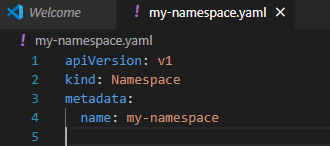 Welcome ! my-namespace.yaml ×
! my-namespace.yaml
1 apiVersion: v1
2 kind: Namespace
3 metadata:
4 name: my-namespace
5